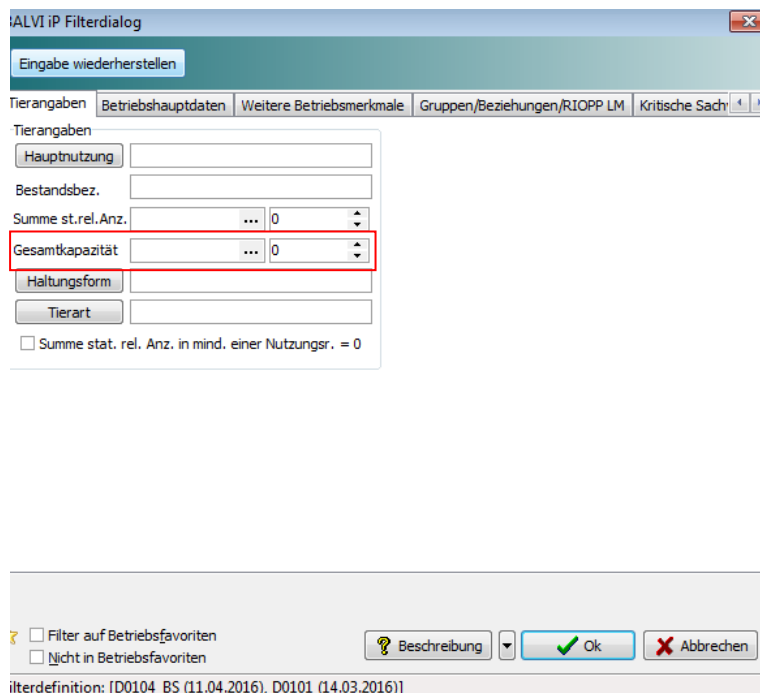 BALVI iP Filterdialog
Eingabe wiederherstellen
Tierangaben Betriebshauptdaten Weitere Betriebsmerkmale Gruppen/Beziehungen/RIOPP LM Kritische Sach
Tierangaben
Hauptnutzung
Bestandsbez.
Summe st.rel.Anz. ... 0
Gesamtkapazität ... 0
Haltungsform
Tierart
Summe stat. rel. Anz. in mind. einer Nutzungsr. = 0
Filter auf Betriebsfavoriten
Nicht in Betriebsfavoriten
Beschreibung Ok Abbrechen
ilterdefinition: [D0104_BS (11.04.2016), D0101 (14.03.2016)]